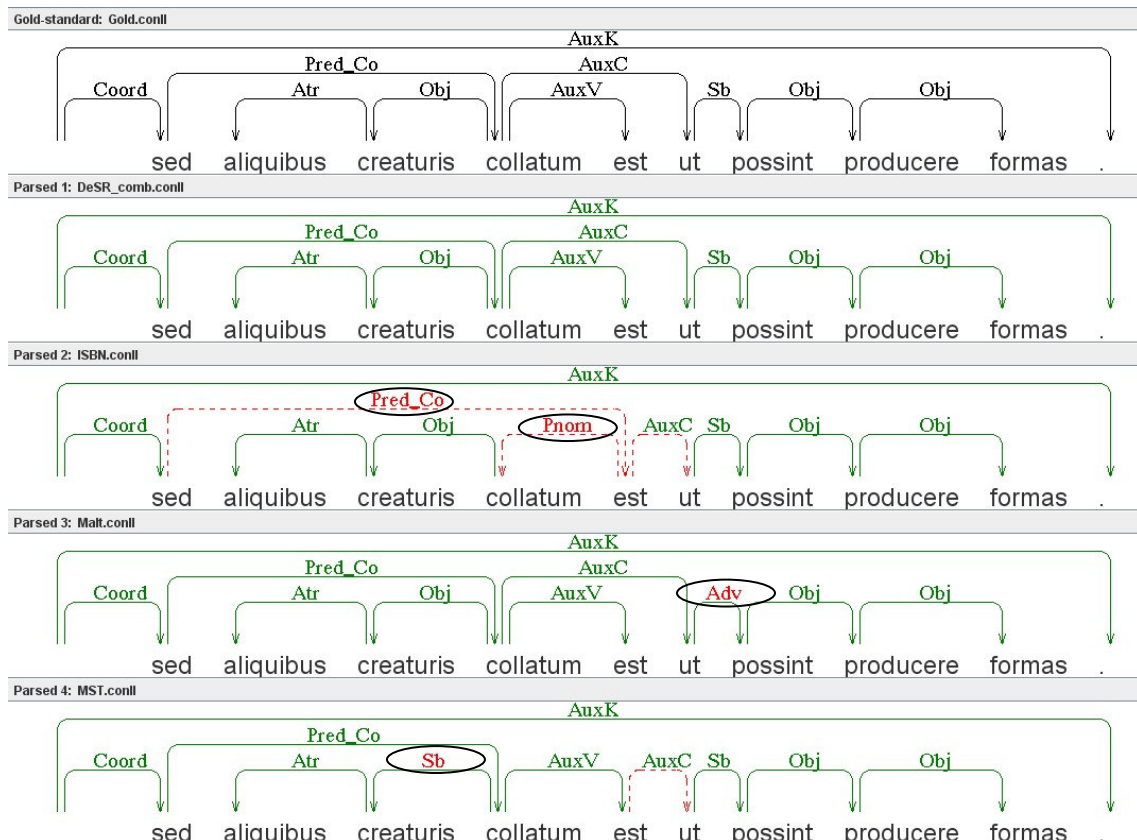 Gold-standard: Gold.conll
AuxK
Pred_Co AuxC
Coord Atr Obj AuxV Sb Obj Obj
sed aliquibus creaturis collatum est ut possint producere formas .
Parsed 1: DeSR_comb.conll
AuxK
Pred_Co AuxC
Coord Atr Obj AuxV Sb Obj Obj
sed aliquibus creaturis collatum est ut possint producere formas .
Parsed 2: ISBN.conll
AuxK
Pred_Co
Coord Atr Obj Pnom AuxC Sb Obj Obj
sed aliquibus creaturis collatum est ut possint producere formas .
Parsed 3: Malt.conll
AuxK
Pred_Co AuxC
Coord Atr Obj AuxV Adv Obj Obj
sed aliquibus creaturis collatum est ut possint producere formas .
Parsed 4: MST.conll
AuxK
Pred_Co
Coord Atr Sb AuxV AuxC Sb Obj Obj
sed aliquibus creaturis collatum est ut possint producere formas .